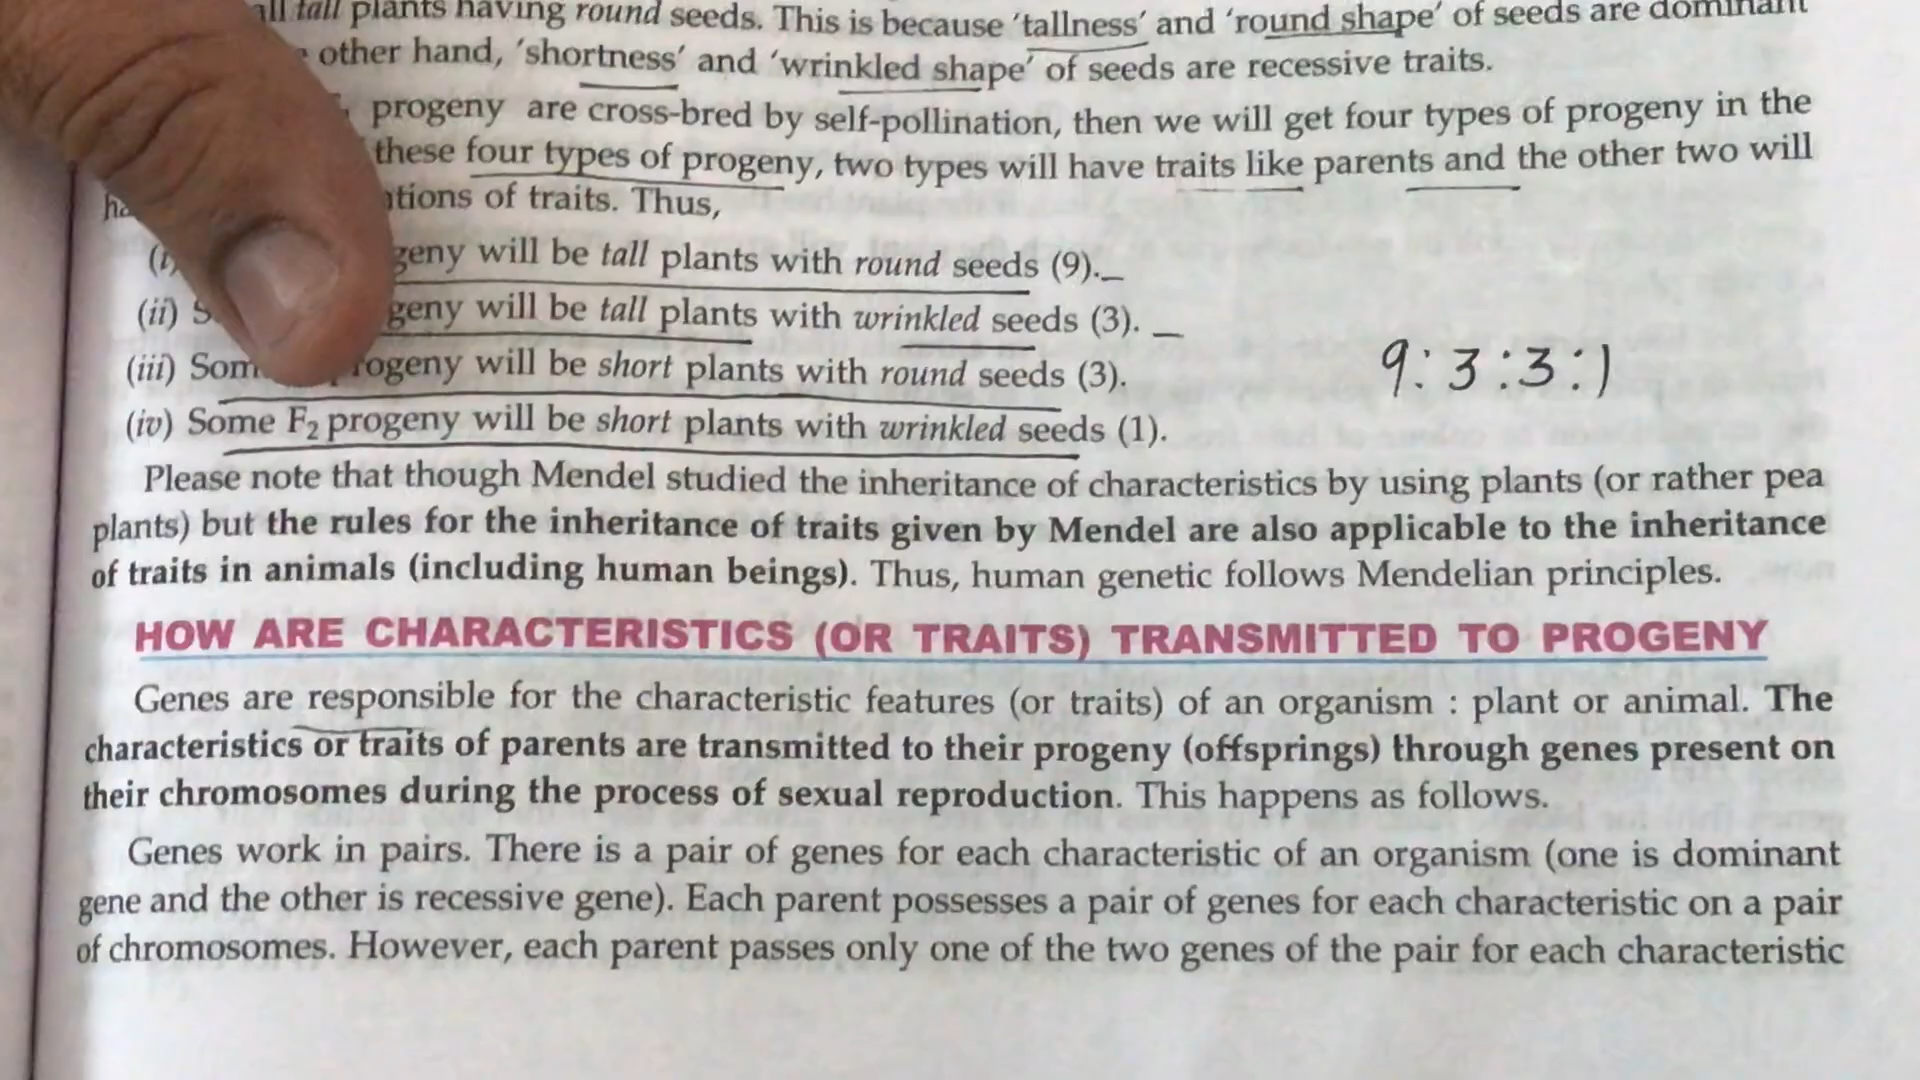 all tall plants having round seeds. This is because 'tallness' and 'round shape' of seeds are dominant
other hand, 'shortness' and 'wrinkled shape' of seeds are recessive traits.
progeny are cross-bred by self-pollination, then we will get four types of progeny in the
these four types of progeny, two types will have traits like parents and the other two will
ations of traits. Thus,
(i) geny will be tall plants with round seeds (9).
(ii) S geny will be tall plants with wrinkled seeds (3).
(iii) Som rogeny will be short plants with round seeds (3).
9:3:3:1
(iv) Some F₂ progeny will be short plants with wrinkled seeds (1).
Please note that though Mendel studied the inheritance of characteristics by using plants (or rather pea
plants) but the rules for the inheritance of traits given by Mendel are also applicable to the inheritance
of traits in animals (including human beings). Thus, human genetic follows Mendelian principles.
HOW ARE CHARACTERISTICS (OR TRAITS) TRANSMITTED TO PROGENY
Genes are responsible for the characteristic features (or traits) of an organism : plant or animal. The
characteristics or traits of parents are transmitted to their progeny (offsprings) through genes present on
their chromosomes during the process of sexual reproduction. This happens as follows.
Genes work in pairs. There is a pair of genes for each characteristic of an organism (one is dominant
gene and the other is recessive gene). Each parent possesses a pair of genes for each characteristic on a pair
of chromosomes. However, each parent passes only one of the two genes of the pair for each characteristic